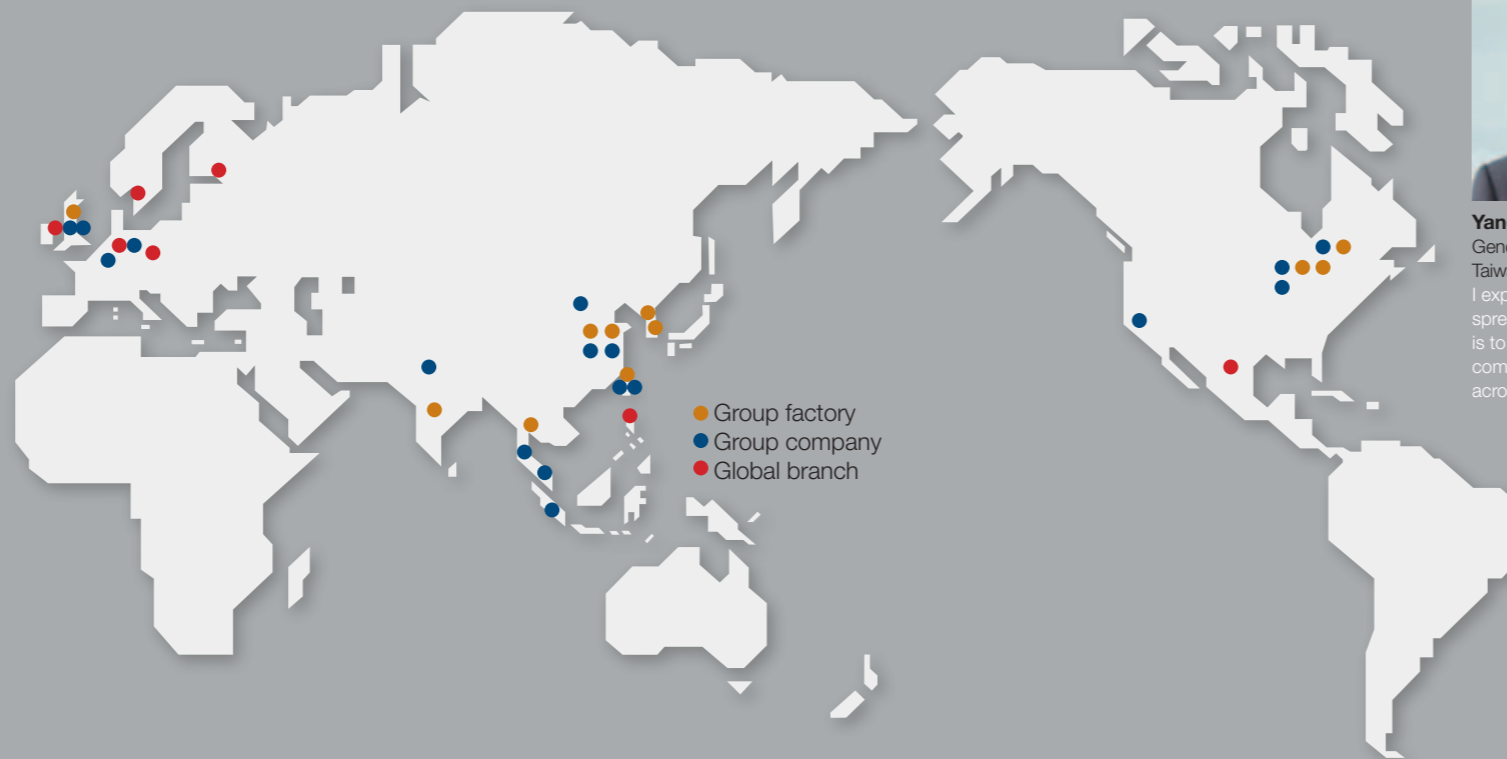 Group factory
Group company
Global branch
Yan
Gene
Taiw
I exp
spre
is to
com
acro